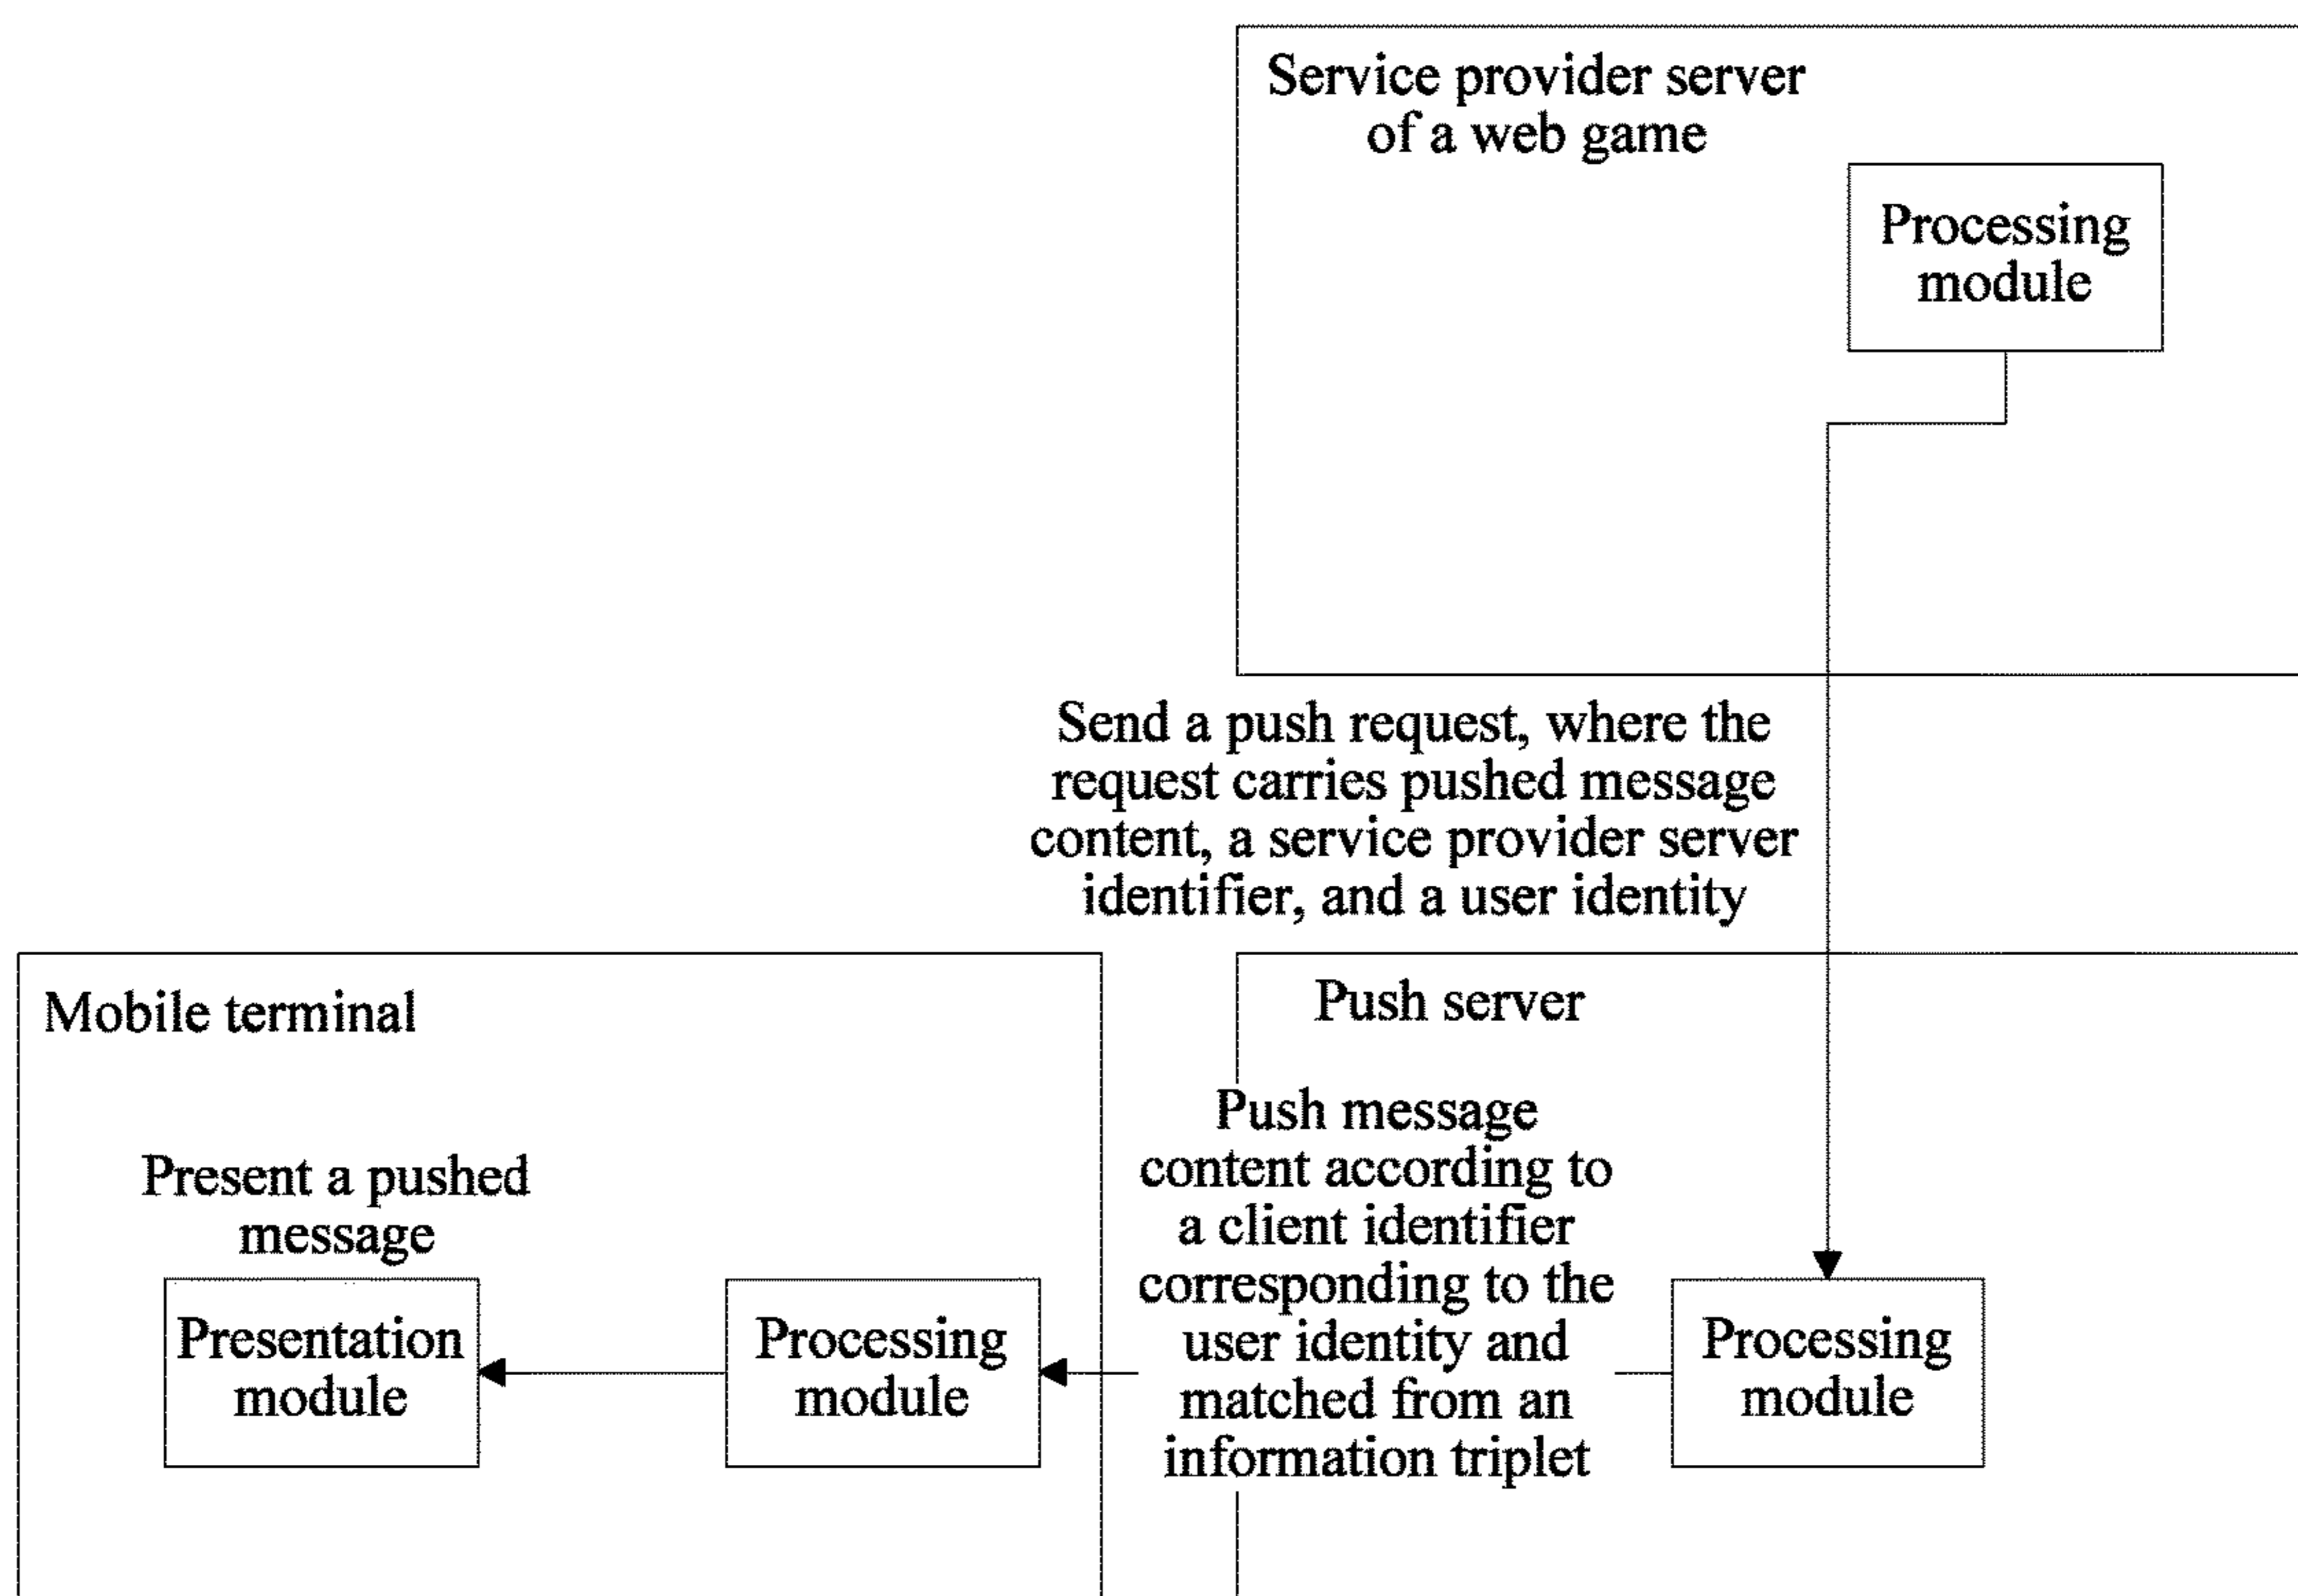 Service provider server
of a web game
Processing
module
Send a push request, where the
request carries pushed message
content, a service provider server
identifier, and a user identity
Mobile terminal
Push server
Present a pushed
message
Push message
content according to
a client identifier
corresponding to the
user identity and
matched from an
information triplet
Presentation
module
Processing
module
Processing
module